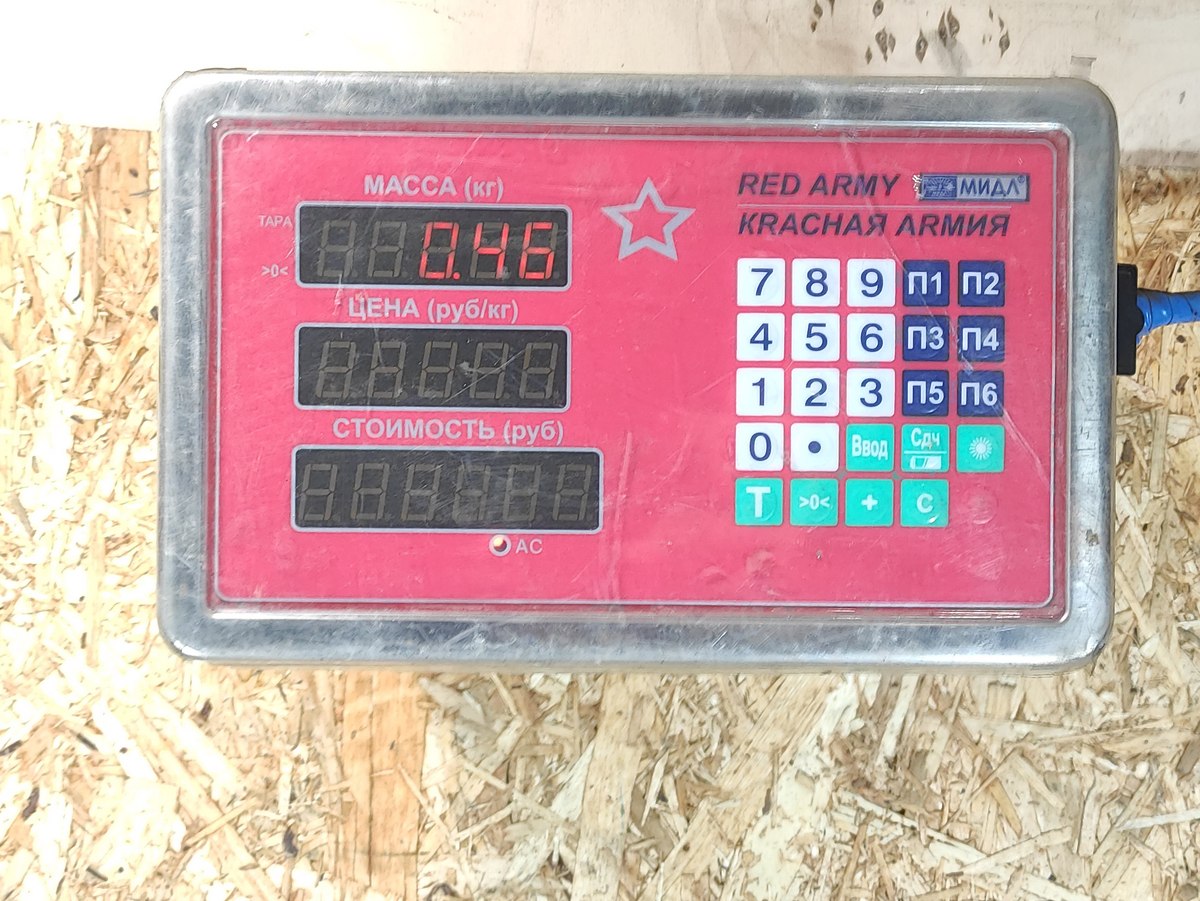 МАССА (кг)
ТАРА
>0<
0.46
ЦЕНА (руб/кг)
СТОИМОСТЬ (руб)
AC
RED ARMY МИДЛ®
КRАСНАЯ ARMИЯ
7 8 9 П1 П2
4 5 6 П3 П4
1 2 3 П5 П6
0 • Ввод Сдч
T >0< + C